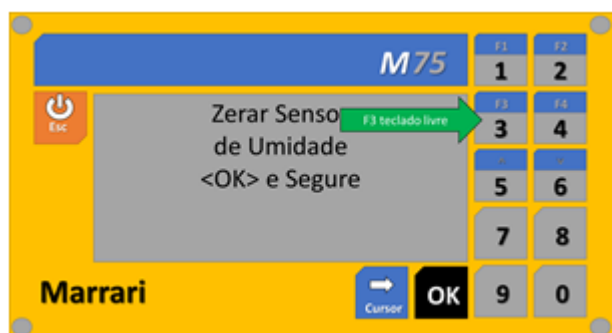 M75
F1
1
F2
2
Esc
Zerar Senso
F3 teclado livre
de Umidade
<OK> e Segure
F3
3
F4
4
5
6
7
8
Marrari
Cursor
OK
9
0